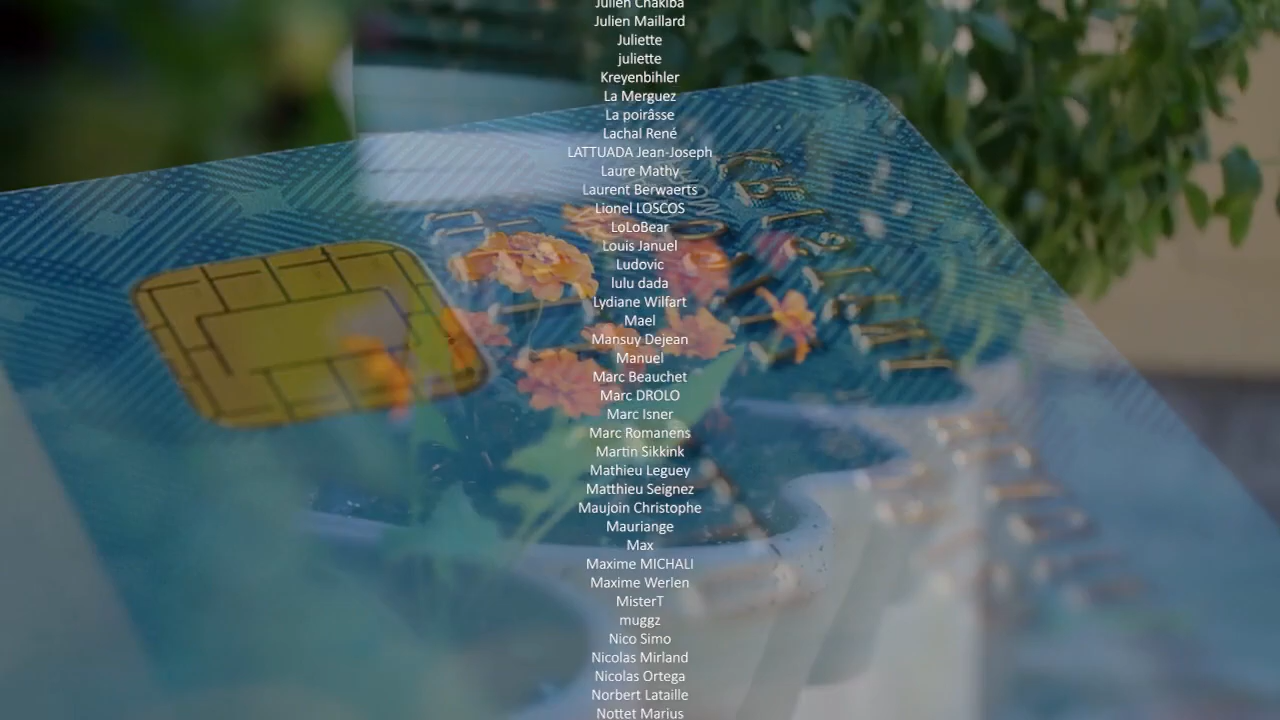 Julien Chakiba
Julien Maillard
Juliette
juliette
Kreyenbihler
La Merguez
La poirâsse
Lachal René
LATTUADA Jean-Joseph
Laure Mathy
Laurent Berwaerts
Lionel LOSCOS
LoLoBear
Louis Januel
Ludovic
lulu dada
Lydiane Wilfart
Mael
Mansuy Dejean
Manuel
Marc Beauchet
Marc DROLO
Marc Isner
Marc Romanens
Martin Sikkink
Mathieu Leguey
Matthieu Seignez
Maujoin Christophe
Mauriange
Max
Maxime MICHALI
Maxime Werlen
MisterT
muggz
Nico Simo
Nicolas Mirland
Nicolas Ortega
Norbert Lataille
Nottet Marius